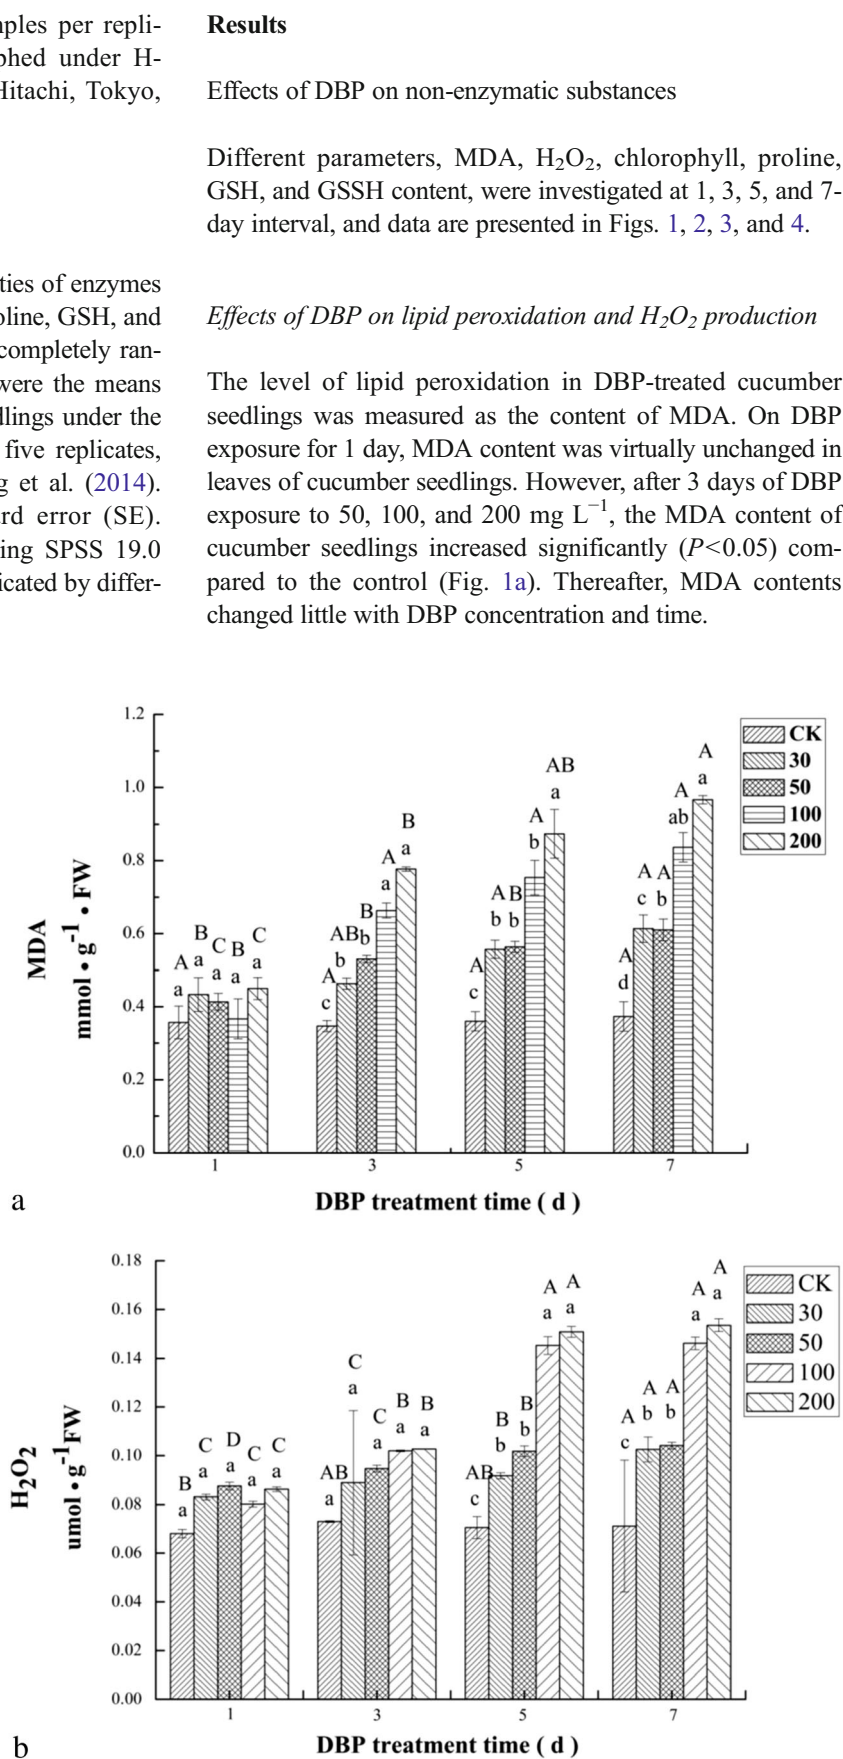 nples per repli-
phed under H-
Hitachi, Tokyo,
ties of enzymes
oline, GSH, and
completely ran-
were the means
dlings under the
five replicates,
g et al. (2014).
rd error (SE).
ing SPSS 19.0
icated by differ-
Results
Effects of DBP on non-enzymatic substances
Different parameters, MDA, H₂O₂, chlorophyll, proline,
GSH, and GSSH content, were investigated at 1, 3, 5, and 7-
day interval, and data are presented in Figs. 1, 2, 3, and 4.
Effects of DBP on lipid peroxidation and H₂O₂ production
The level of lipid peroxidation in DBP-treated cucumber
seedlings was measured as the content of MDA. On DBP
exposure for 1 day, MDA content was virtually unchanged in
leaves of cucumber seedlings. However, after 3 days of DBP
exposure to 50, 100, and 200 mg L⁻¹, the MDA content of
cucumber seedlings increased significantly (P<0.05) com-
pared to the control (Fig. 1a). Thereafter, MDA contents
changed little with DBP concentration and time.
MDA
mmol • g⁻¹ • FW
1.2
1.0
0.8
0.6
0.4
0.2
0.0
A B C B C
a a a a a
A AB B A B
c b b a a
A A B A AB
c b b b a
A A A A A
d c b ab a
CK
30
50
100
200
1 3 5 7
DBP treatment time ( d )
a
H₂O₂
umol • g⁻¹FW
0.18
0.16
0.14
0.12
0.10
0.08
0.06
0.04
0.02
0.00
B C D C C
a a a a a
AB C C B B
a a a a a
AB B B A A
c b b a a
A A A A A
c b b a a
CK
30
50
100
200
1 3 5 7
DBP treatment time ( d )
b